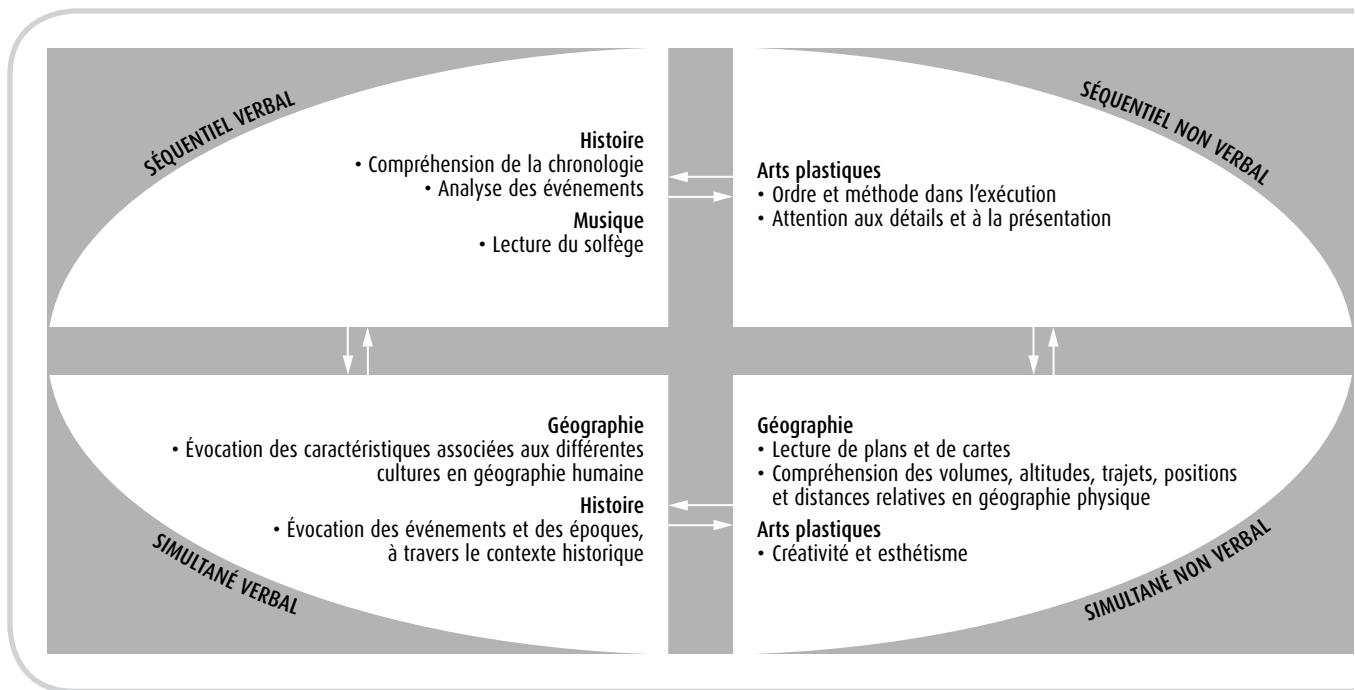 SÉQUENTIEL VERBAL
Histoire
• Compréhension de la chronologie
• Analyse des événements
Musique
• Lecture du solfège
SÉQUENTIEL NON VERBAL
Arts plastiques
• Ordre et méthode dans l’exécution
• Attention aux détails et à la présentation
Géographie
• Évocation des caractéristiques associées aux différentes
cultures en géographie humaine
Histoire
• Évocation des événements et des époques,
à travers le contexte historique
SIMULTANÉ VERBAL
Géographie
• Lecture de plans et de cartes
• Compréhension des volumes, altitudes, trajets, positions
et distances relatives en géographie physique
Arts plastiques
• Créativité et esthétisme
SIMULTANÉ NON VERBAL